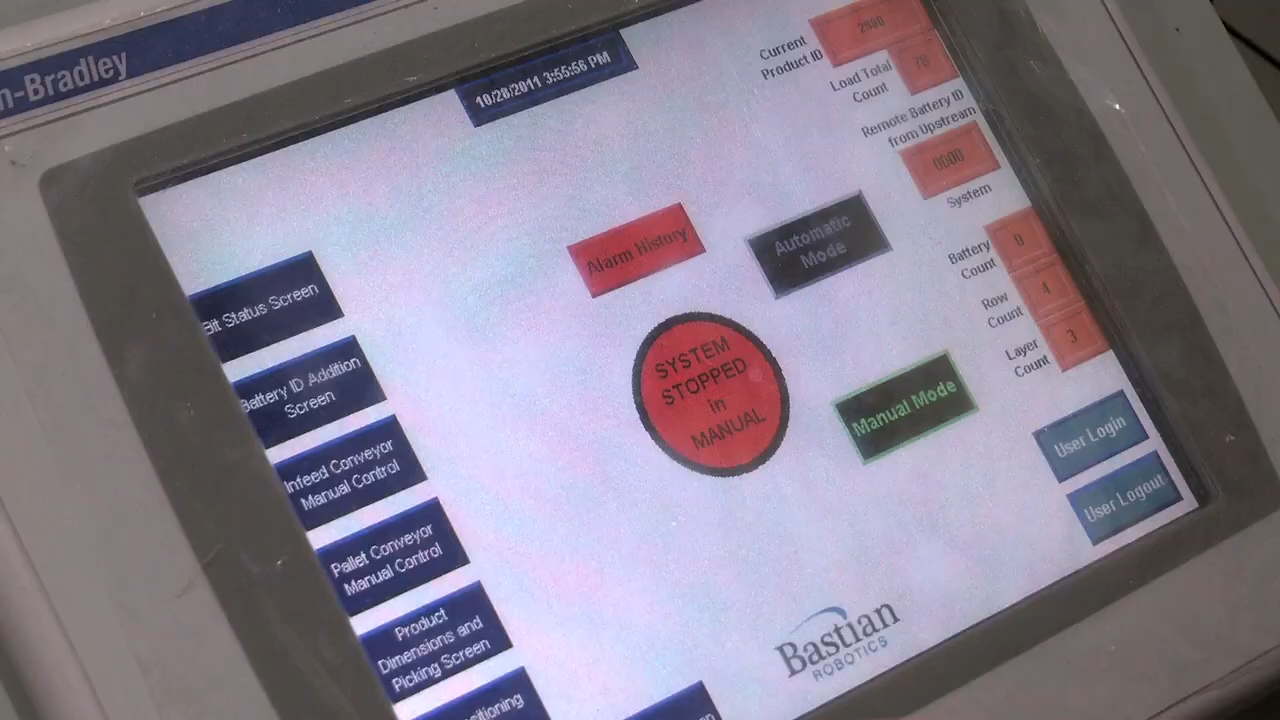 n-Bradley
10/28/2011 3:55:56 PM
Current
Product ID
2980
Load Total
Count
78
Remote Battery ID
from Upstream
0000
System
Battery
Count
0
Row
Count
4
Layer
Count
3
Alarm History
Automatic
Mode
SYSTEM
STOPPED
in
MANUAL
Manual Mode
User Login
User Logout
Bit Status Screen
Battery ID Addition
Screen
Infeed Conveyor
Manual Control
Pallet Conveyor
Manual Control
Product
Dimensions and
Picking Screen
sitioning
Bastian
ROBOTICS